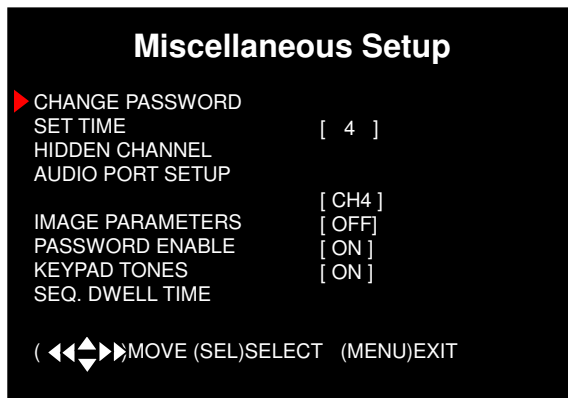 Miscellaneous Setup
CHANGE PASSWORD
SET TIME [ 4 ]
HIDDEN CHANNEL
AUDIO PORT SETUP
[ CH4 ]
IMAGE PARAMETERS [ OFF]
PASSWORD ENABLE [ ON ]
KEYPAD TONES [ ON ]
SEQ. DWELL TIME
( )MOVE (SEL)SELECT (MENU)EXIT